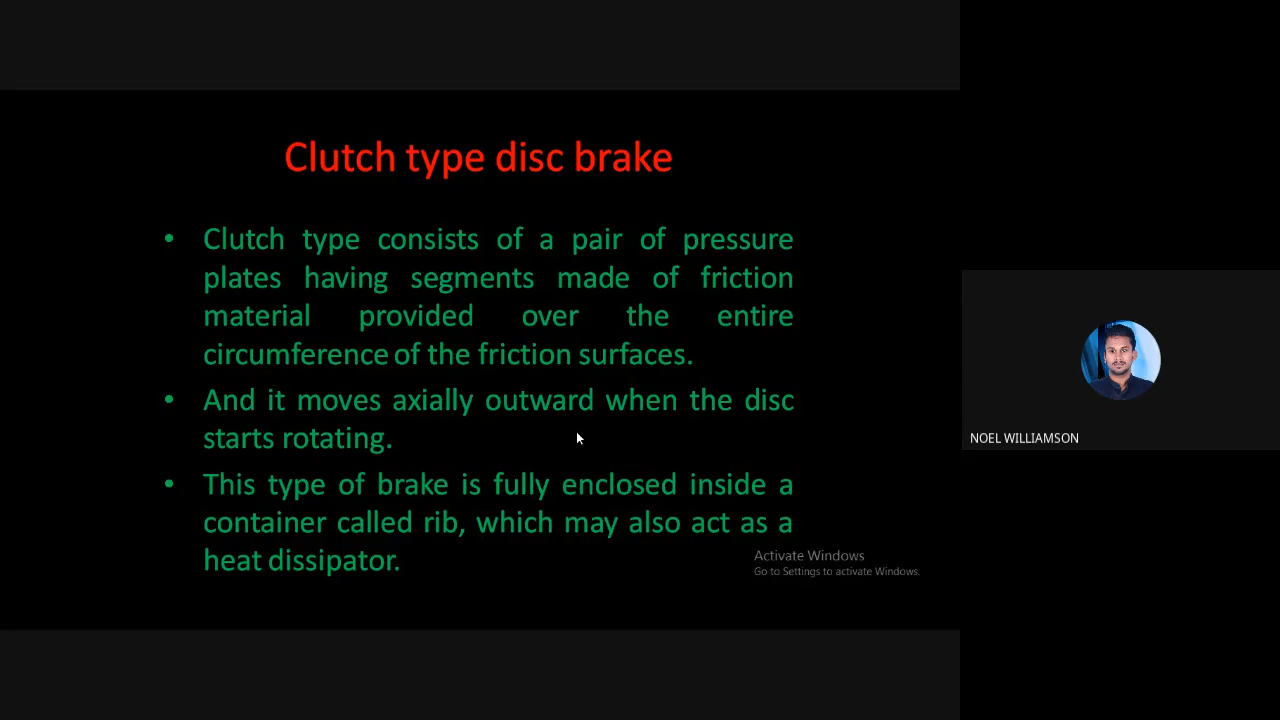 Clutch type disc brake
• Clutch type consists of a pair of pressure
plates having segments made of friction
material provided over the entire
circumference of the friction surfaces.
• And it moves axially outward when the disc
starts rotating.
• This type of brake is fully enclosed inside a
container called rib, which may also act as a
heat dissipator.
Activate Windows
Go to Settings to activate Windows.
NOEL WILLIAMSON